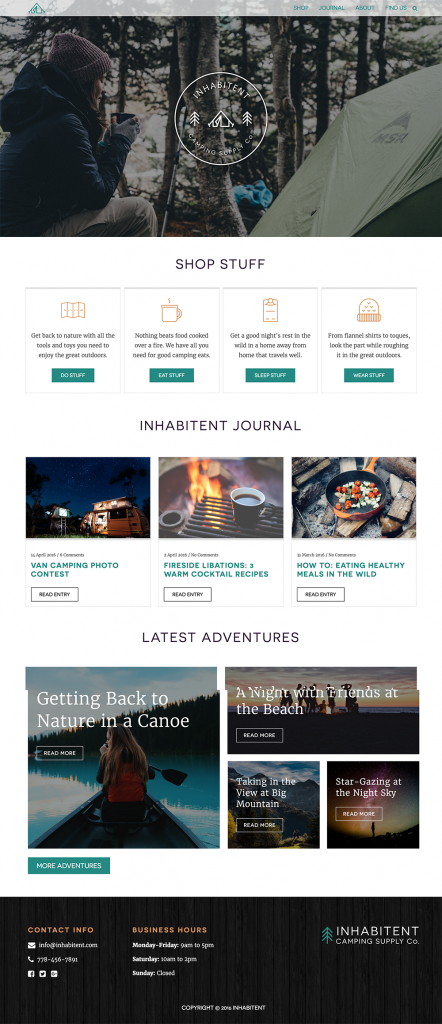 SHOP JOURNAL ABOUT FIND US
INHABITENT
CAMPING SUPPLY Co.
MSR
SHOP STUFF
Get back to nature with all the
tools and toys you need to
enjoy the great outdoors.
DO STUFF
Nothing beats food cooked
over a fire. We have all you
need for good camping eats.
EAT STUFF
Get a good night's rest in the
wild in a home away from
home that travels well.
SLEEP STUFF
From flannel shirts to toques,
look the part while roughing
it in the great outdoors.
WEAR STUFF
INHABITENT JOURNAL
14 April 2016 / 6 Comments
VAN CAMPING PHOTO
CONTEST
READ ENTRY
2 April 2016 / No Comments
FIRESIDE LIBATIONS: 3
WARM COCKTAIL RECIPES
READ ENTRY
31 March 2016 / No Comments
HOW TO: EATING HEALTHY
MEALS IN THE WILD
READ ENTRY
LATEST ADVENTURES
Getting Back to
Nature in a Canoe
READ MORE
A Night with Friends at
the Beach
READ MORE
Taking in the
View at Big
Mountain
READ MORE
Star-Gazing at
the Night Sky
READ MORE
MORE ADVENTURES
CONTACT INFO
info@inhabitent.com
778-456-7891
BUSINESS HOURS
Monday-Friday: 9am to 5pm
Saturday: 10am to 2pm
Sunday: Closed
INHABITENT
CAMPING SUPPLY Co.
COPYRIGHT © 2016 INHABITENT